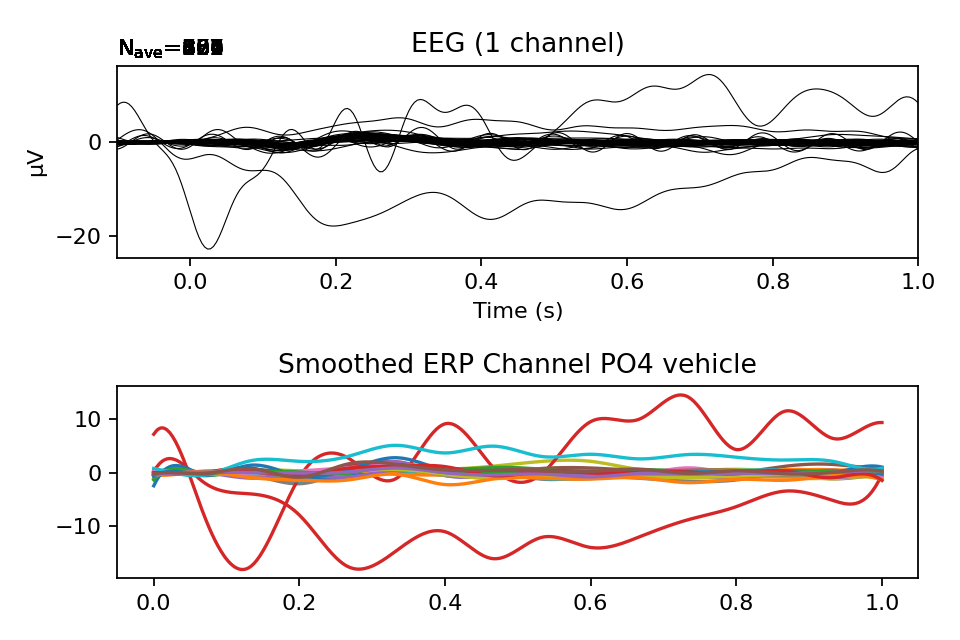 N_ave=
EEG (1 channel)
0
−20
µV
0.0 0.2 0.4 0.6 0.8 1.0
Time (s)
Smoothed ERP Channel PO4 vehicle
10
0
−10
0.0 0.2 0.4 0.6 0.8 1.0